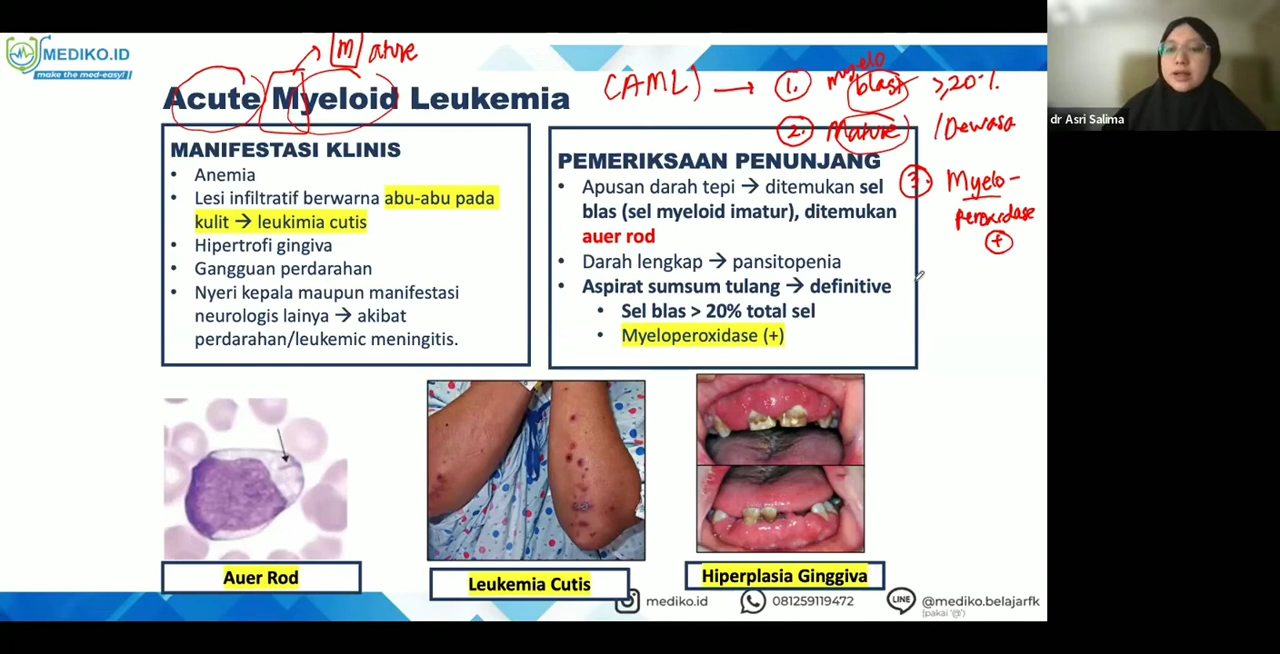 MEDIKO.ID
make the med-easy!
M ature
Acute Myeloid Leukemia
(AML) → 1. myelo blast ≥20%
2. Mature / Dewasa
3. Myelo-
peroxidase
+
dr Asri Salima
MANIFESTASI KLINIS
• Anemia
• Lesi infiltratif berwarna abu-abu pada
kulit → leukimia cutis
• Hipertrofi gingiva
• Gangguan perdarahan
• Nyeri kepala maupun manifestasi
neurologis lainya → akibat
perdarahan/leukemic meningitis.
PEMERIKSAAN PENUNJANG
• Apusan darah tepi → ditemukan sel
blas (sel myeloid imatur), ditemukan
auer rod
• Darah lengkap → pansitopenia
• Aspirat sumsum tulang → definitive
• Sel blas > 20% total sel
• Myeloperoxidase (+)
Auer Rod
Leukemia Cutis
Hiperplasia Ginggiva
mediko.id
081259119472
LINE
@mediko.belajarfk
(pakai '@')